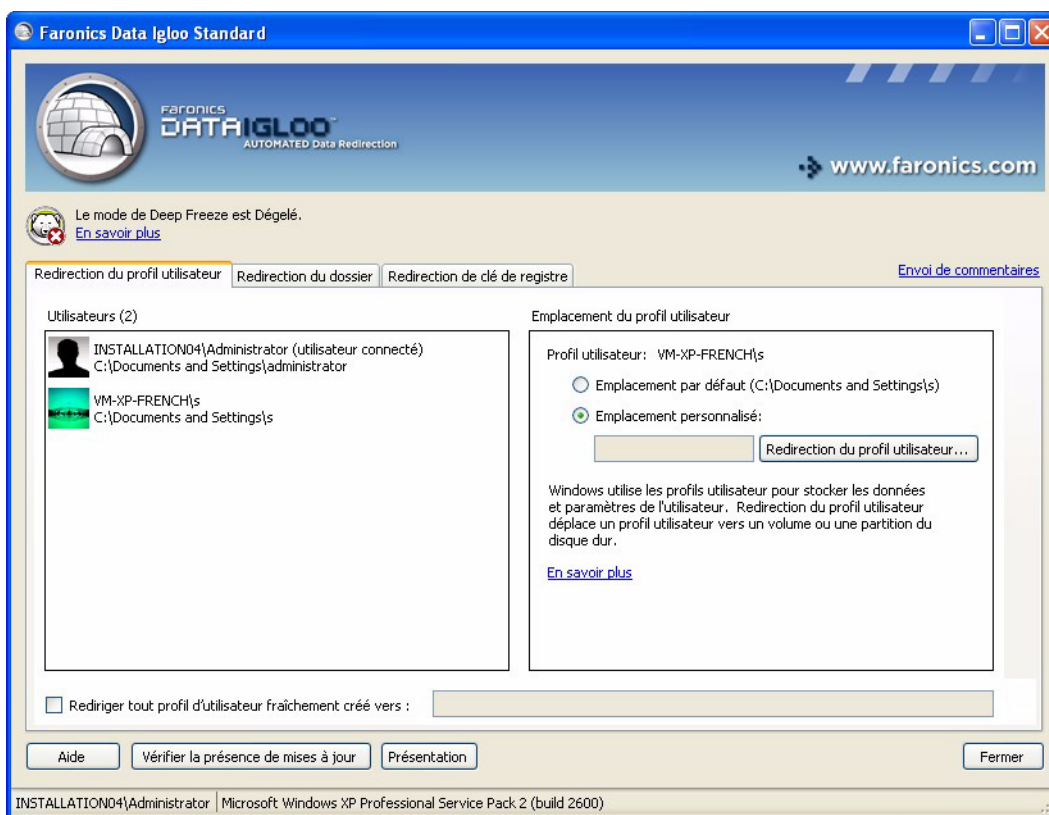 Faronics Data Igloo Standard
Faronics
DATAIGLOO™
AUTOMATED Data Redirection
www.faronics.com
Le mode de Deep Freeze est Dégelé.
En savoir plus
Redirection du profil utilisateur
Redirection du dossier
Redirection de clé de registre
Envoi de commentaires
Utilisateurs (2)
INSTALLATION04\Administrator (utilisateur connecté)
C:\Documents and Settings\administrator
VM-XP-FRENCH\s
C:\Documents and Settings\s
Emplacement du profil utilisateur
Profil utilisateur: VM-XP-FRENCH\s
Emplacement par défaut (C:\Documents and Settings\s)
Emplacement personnalisé:
Redirection du profil utilisateur...
Windows utilise les profils utilisateur pour stocker les données
et paramètres de l'utilisateur. Redirection du profil utilisateur
déplace un profil utilisateur vers un volume ou une partition du
disque dur.
En savoir plus
Rediriger tout profil d'utilisateur fraîchement créé vers :
Aide
Vérifier la présence de mises à jour
Présentation
Fermer
INSTALLATION04\Administrator
Microsoft Windows XP Professional Service Pack 2 (build 2600)